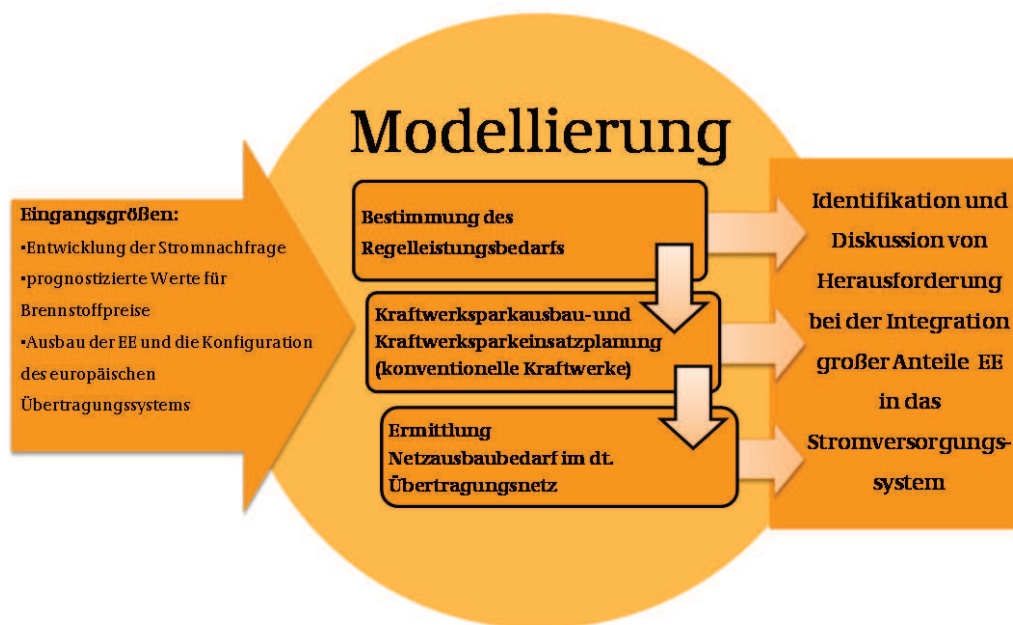 Modellierung
Eingangsgrößen:
▪Entwicklung der Stromnachfrage
▪prognostizierte Werte für
Brennstoffpreise
▪Ausbau der EE und die Konfiguration
des europäischen
Übertragungssystems
Bestimmung des
Regelleistungsbedarfs
Kraftwerksparkausbau- und
Kraftwerksparkeinsatzplanung
(konventionelle Kraftwerke)
Ermittlung
Netzausbaubedarf im dt.
Übertragungsnetz
Identifikation und
Diskussion von
Herausforderung
bei der Integration
großer Anteile EE
in das
Stromversorgungs-
system